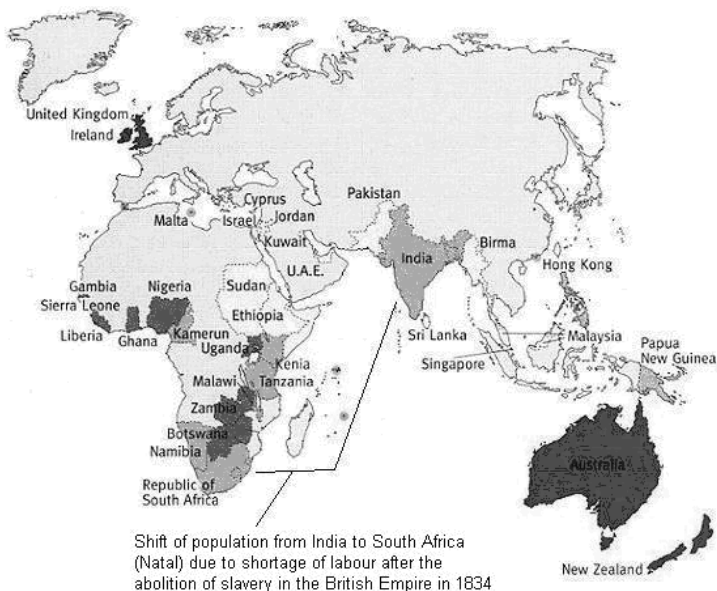 United Kingdom
Ireland
Cyprus
Pakistan
Malta
Israel
Jordan
Kuwait
Birma
India
U.A.E.
Hong Kong
Gambia
Nigeria
Sudan
Sierra Leone
Ethiopia
Liberia
Ghana
Kamerun
Uganda
Sri Lanka
Malaysia
Papua
New Guinea
Singapore
Kenia
Malawi
Tanzania
Zambia
Botswana
Namibia
Australia
Republic of
South Africa
Shift of population from India to South Africa
(Natal) due to shortage of labour after the
abolition of slavery in the British Empire in 1834
New Zealand